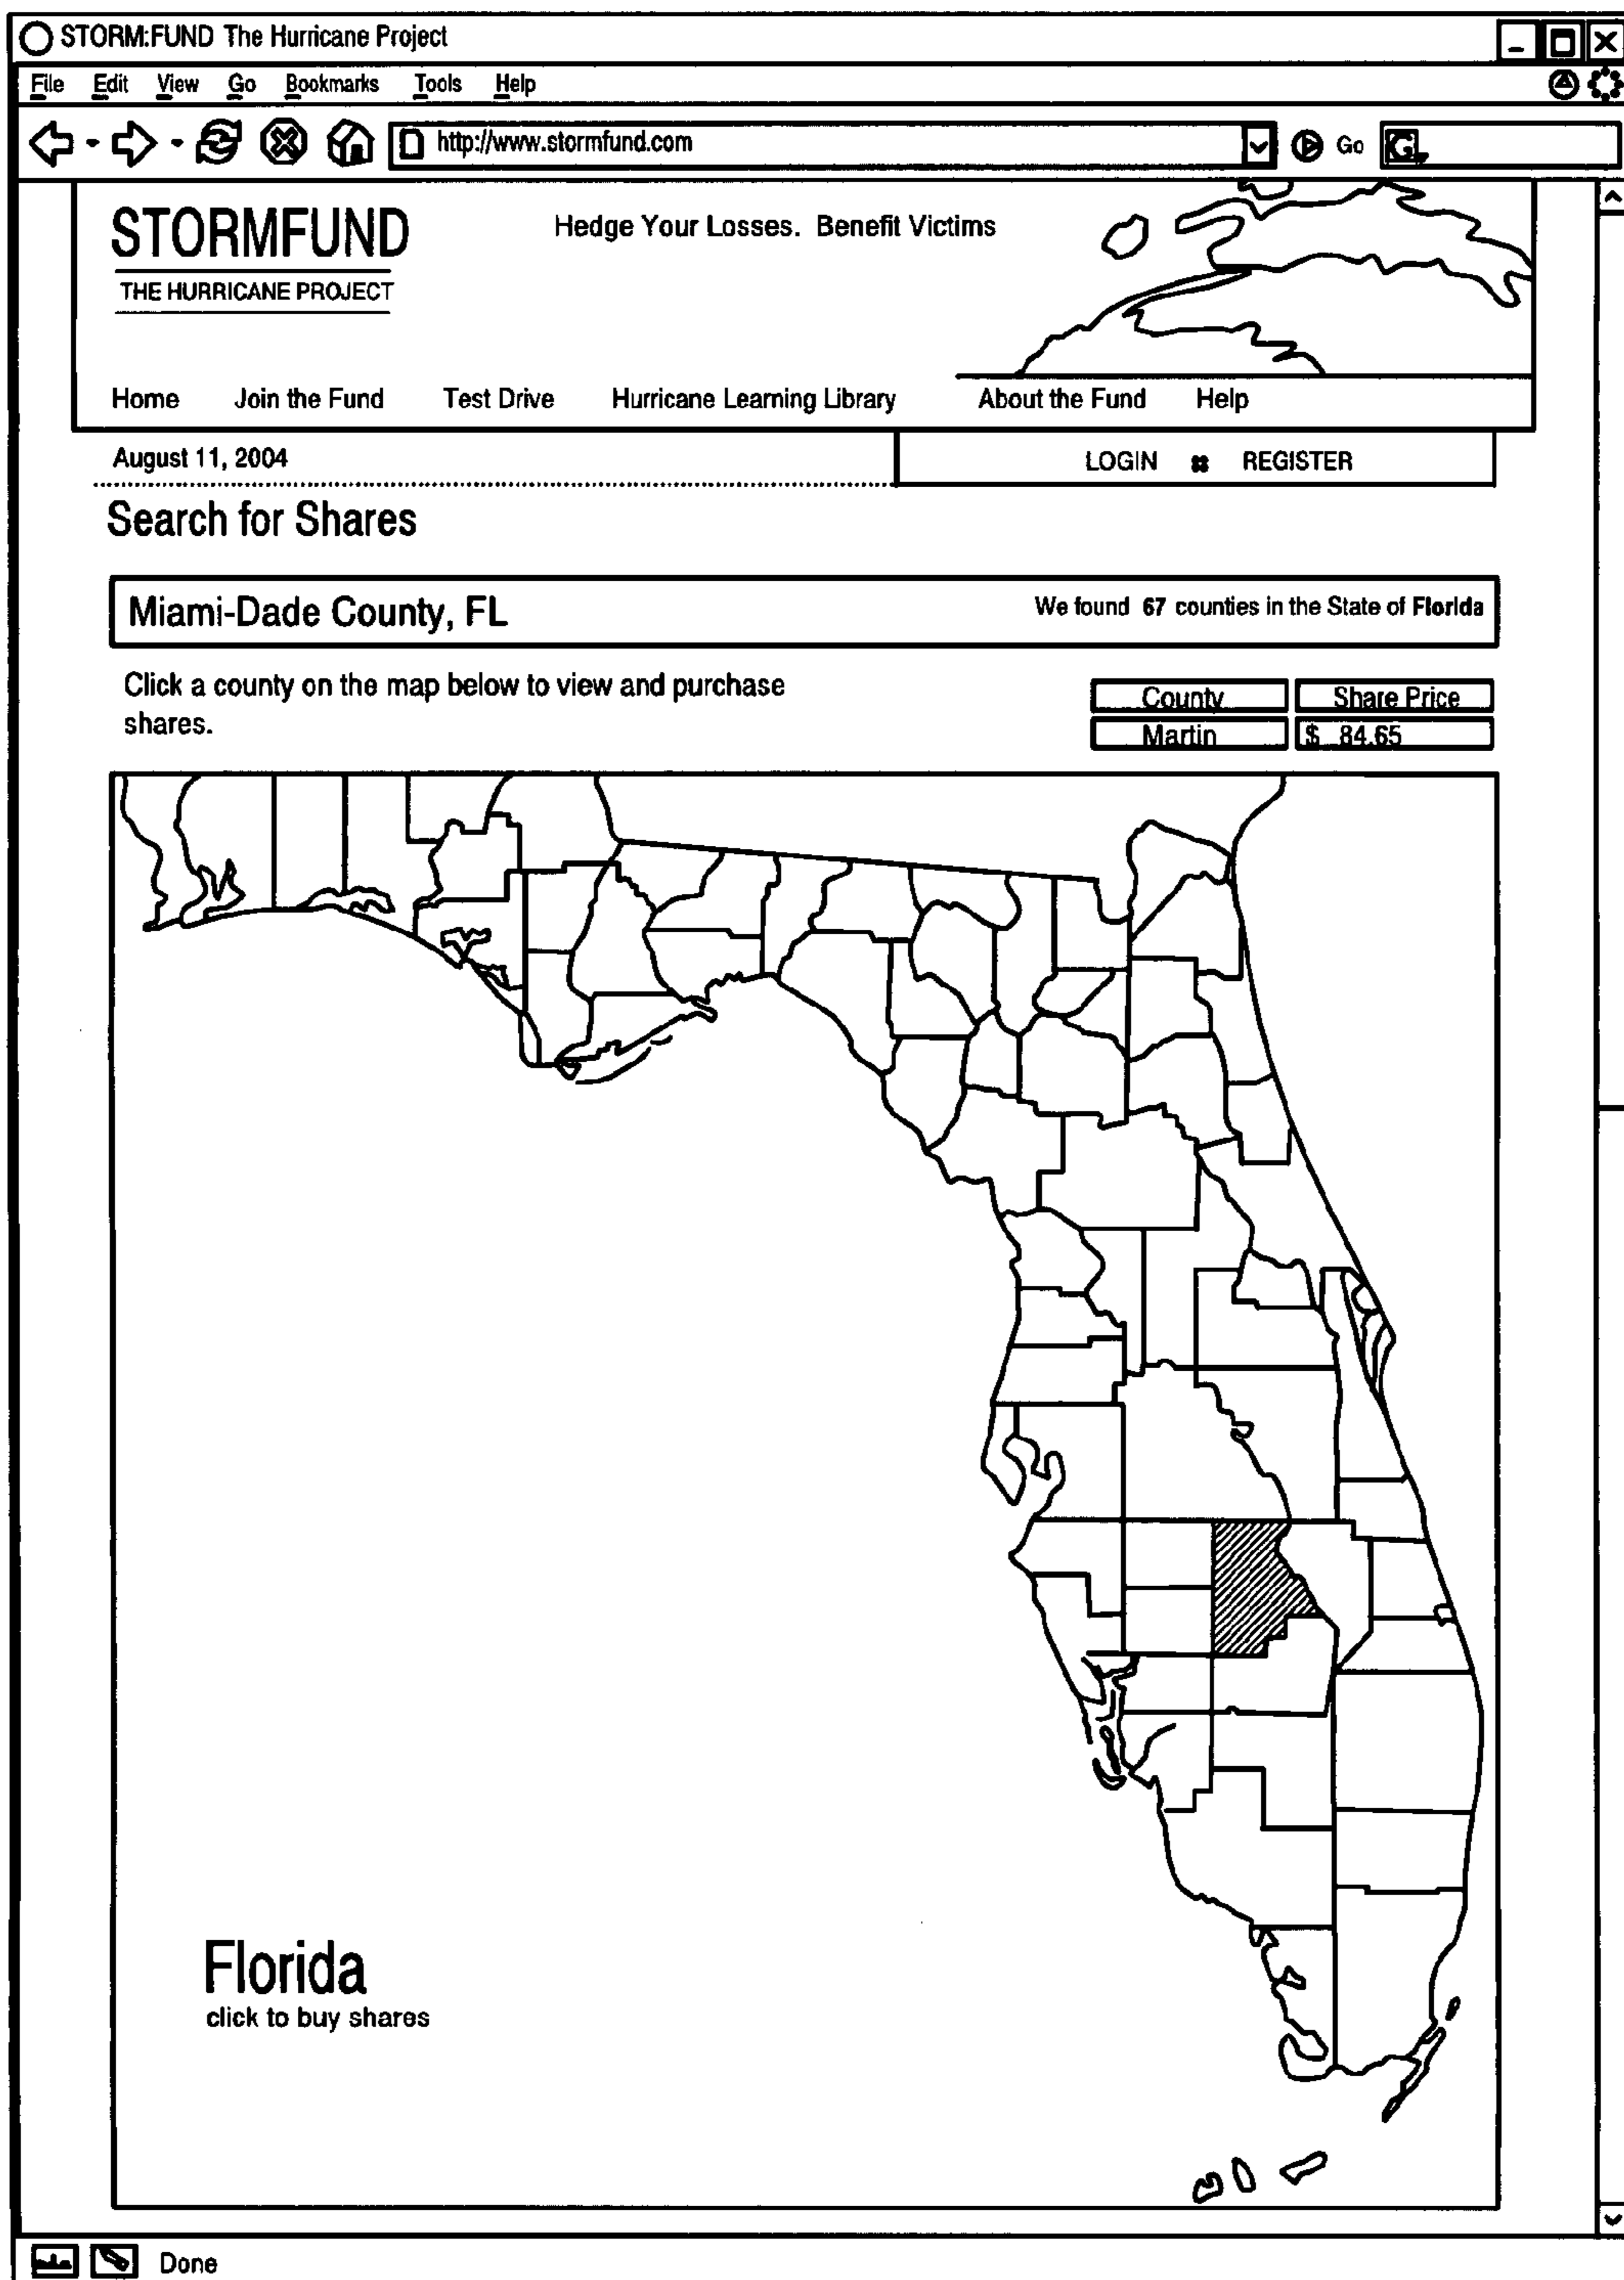 STORM:FUND The Hurricane Project
File Edit View Go Bookmarks Tools Help
http://www.stormfund.com Go G
STORMFUND
Hedge Your Losses. Benefit Victims
THE HURRICANE PROJECT
Home Join the Fund Test Drive Hurricane Learning Library About the Fund Help
August 11, 2004
LOGIN REGISTER
Search for Shares
Miami-Dade County, FL
We found 67 counties in the State of Florida
Click a county on the map below to view and purchase
shares.
County Share Price
Martin $ 84.65
Florida
click to buy shares
Done